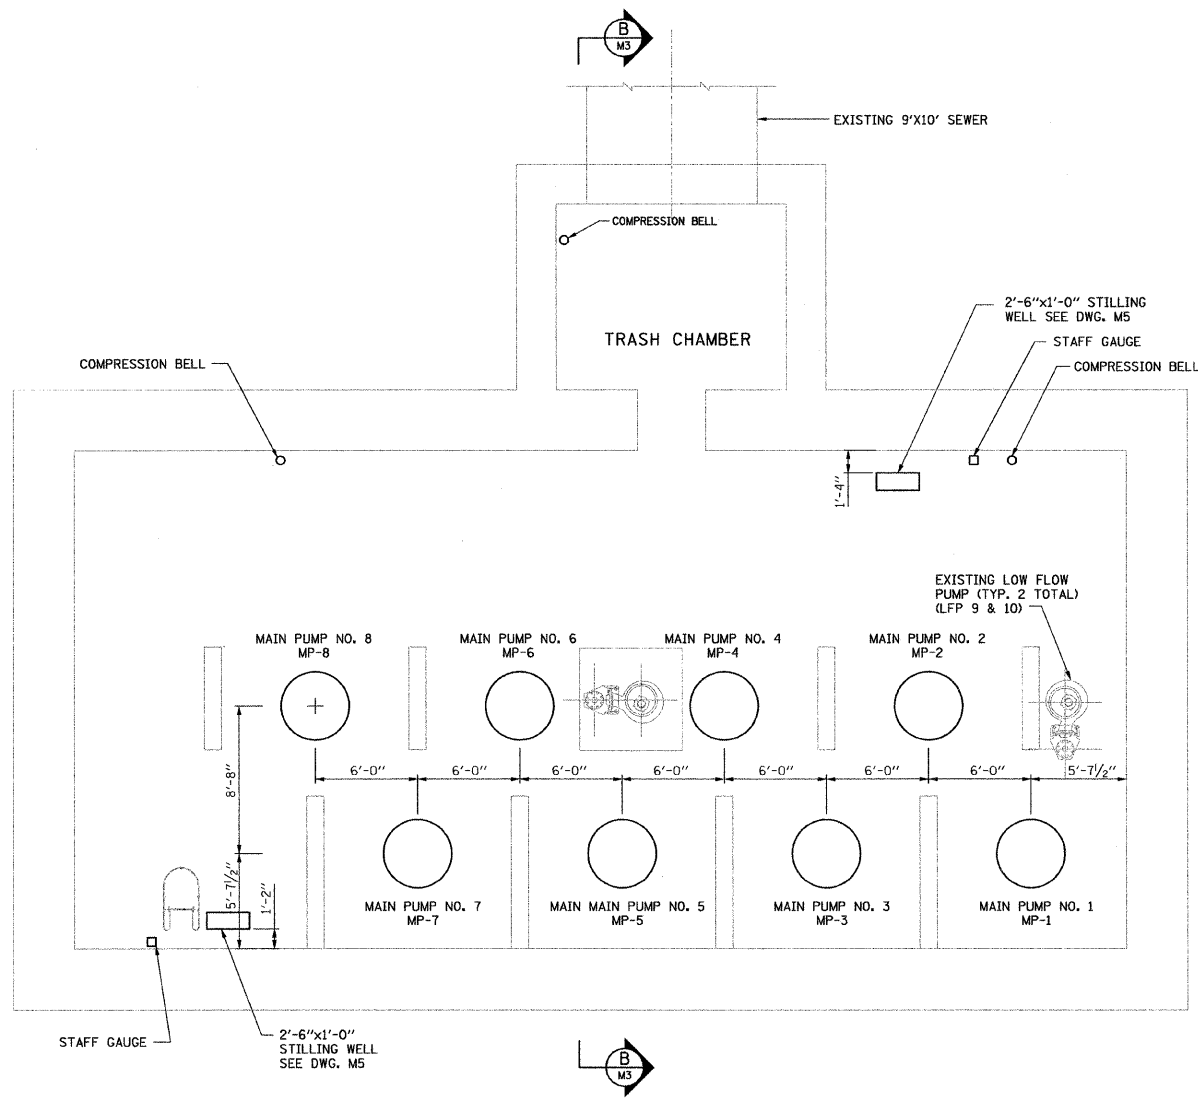 B
M3
EXISTING 9'X10' SEWER
COMPRESSION BELL
2'-6"x1'-0" STILLING
WELL SEE DWG. M5
TRASH CHAMBER
STAFF GAUGE
COMPRESSION BELL
COMPRESSION BELL
1'-4"
EXISTING LOW FLOW
PUMP (TYP. 2 TOTAL)
(LFP 9 & 10)
MAIN PUMP NO. 8
MP-8
MAIN PUMP NO. 6
MP-6
MAIN PUMP NO. 4
MP-4
MAIN PUMP NO. 2
MP-2
6'-0"
6'-0"
6'-0"
6'-0"
6'-0"
6'-0"
6'-0"
5'-7 1/2"
8'-8"
5'-7 1/2"
1'-2"
MAIN PUMP NO. 7
MP-7
MAIN MAIN PUMP NO. 5
MP-5
MAIN PUMP NO. 3
MP-3
MAIN PUMP NO. 1
MP-1
STAFF GAUGE
2'-6"x1'-0"
STILLING WELL
SEE DWG. M5
B
M3